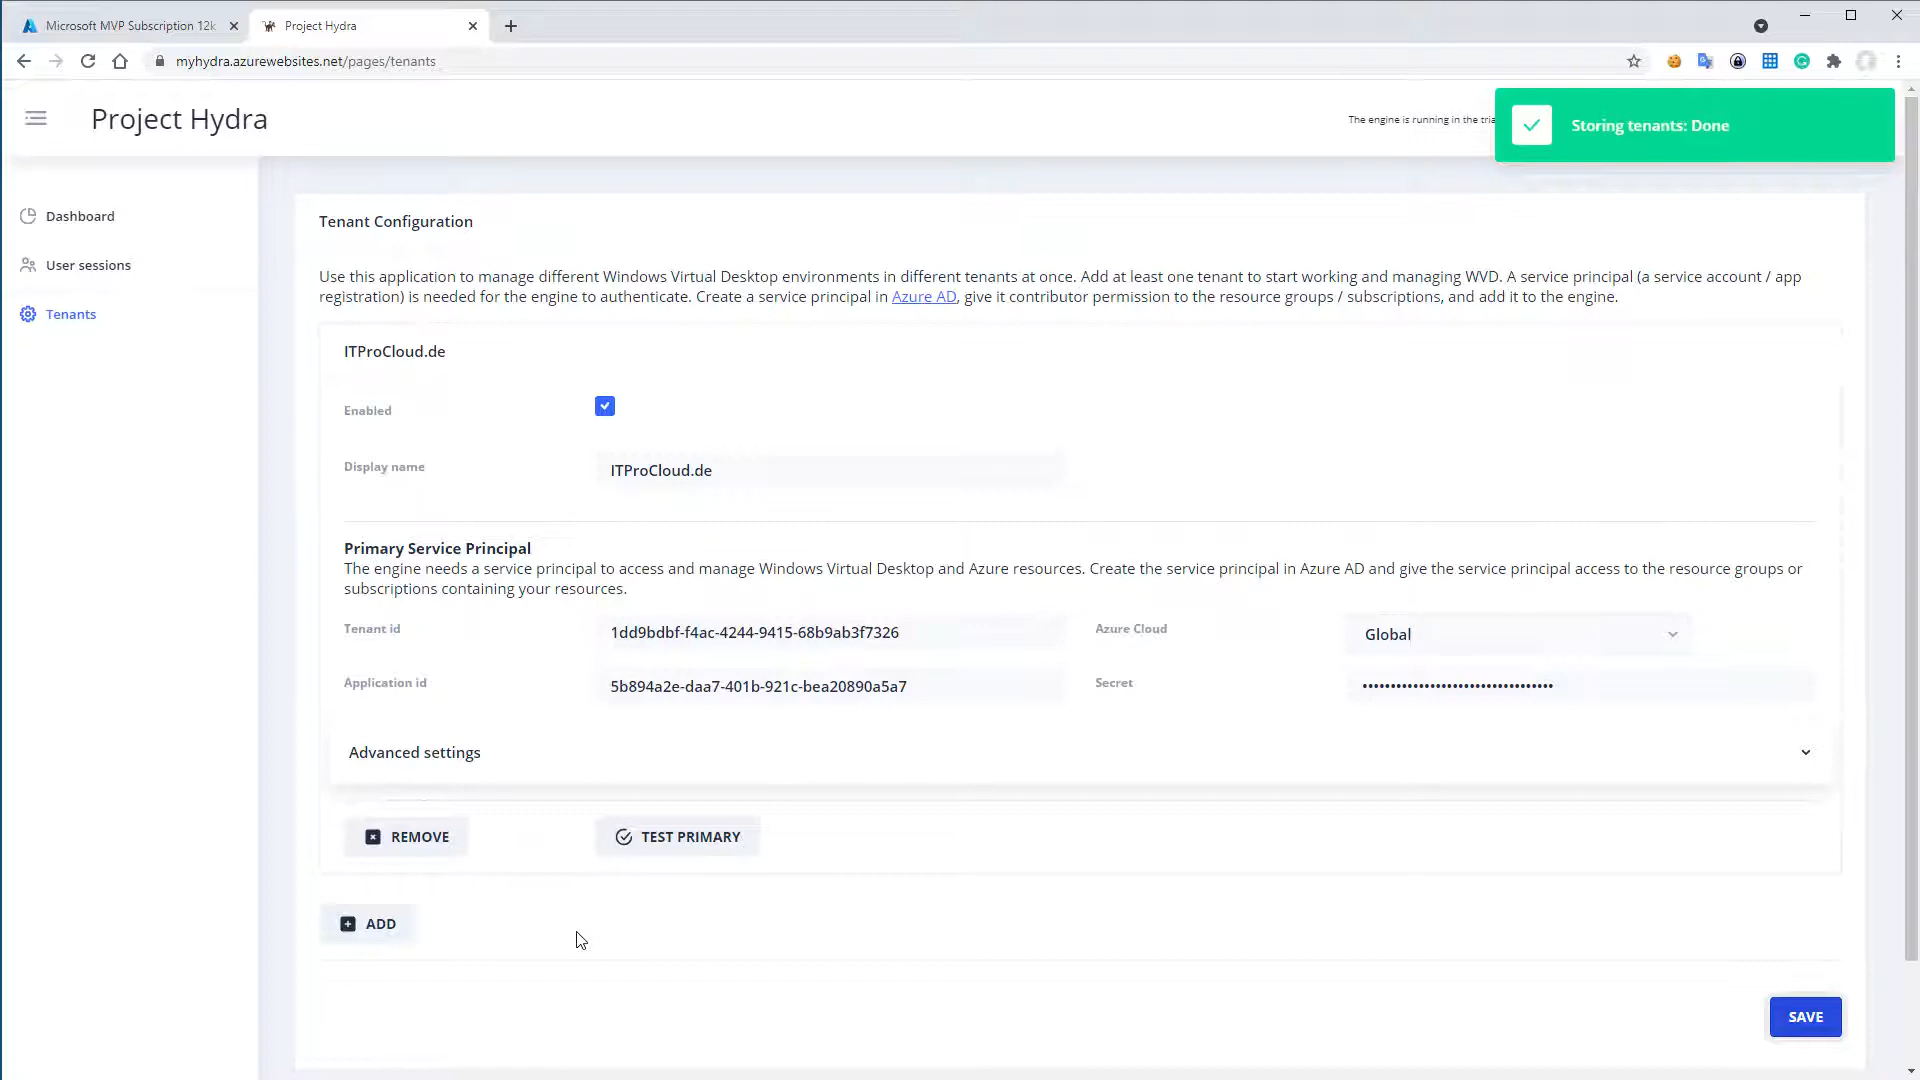 Microsoft MVP Subscription 12k
Project Hydra
myhydra.azurewebsites.net/pages/tenants
Project Hydra
The engine is running in the tria
Storing tenants: Done
Dashboard
User sessions
Tenants
Tenant Configuration
Use this application to manage different Windows Virtual Desktop environments in different tenants at once. Add at least one tenant to start working and managing WVD. A service principal (a service account / app
registration) is needed for the engine to authenticate. Create a service principal in Azure AD, give it contributor permission to the resource groups / subscriptions, and add it to the engine.
ITProCloud.de
Enabled
Display name
ITProCloud.de
Primary Service Principal
The engine needs a service principal to access and manage Windows Virtual Desktop and Azure resources. Create the service principal in Azure AD and give the service principal access to the resource groups or
subscriptions containing your resources.
Tenant id
1dd9bdbf-f4ac-4244-9415-68b9ab3f7326
Azure Cloud
Global
Application id
5b894a2e-daa7-401b-921c-bea20890a5a7
Secret
••••••••••••••••••••••••••••••••••
Advanced settings
REMOVE
TEST PRIMARY
ADD
SAVE